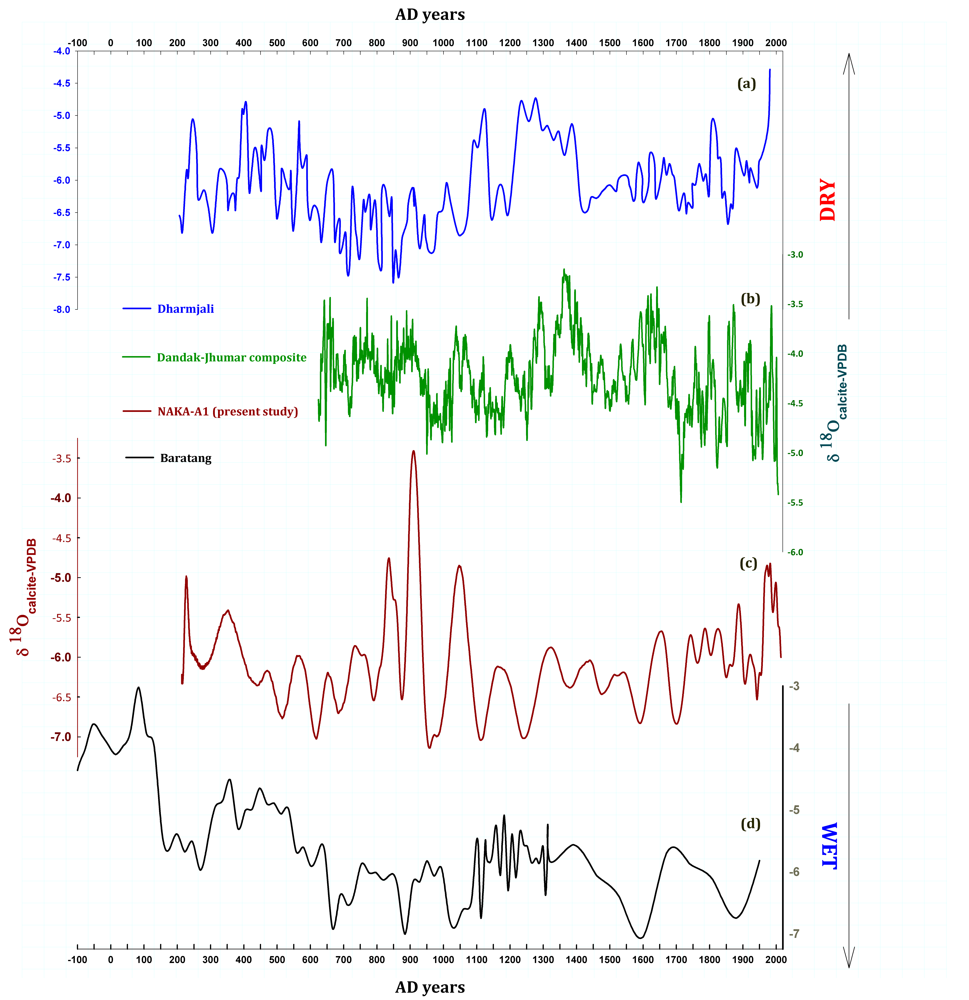 AD years
-100 0 100 200 300 400 500 600 700 800 900 1000 1100 1200 1300 1400 1500 1600 1700 1800 1900 2000
-4.0
-4.5
-5.0
-5.5
-6.0
-6.5
-7.0
-7.5
-8.0
(a)
DRY
-3.0
-3.5
-4.0
-4.5
-5.0
-5.5
-6.0
(b)
δ 18O calcite-VPDB
Dharmjali
Dandak-Jhumar composite
NAKA-A1 (present study)
Baratang
δ 18O calcite-VPDB
-3.5
-4.0
-4.5
-5.0
-5.5
-6.0
-6.5
-7.0
(c)
-3
-4
-5
-6
-7
(d)
WET
-100 0 100 200 300 400 500 600 700 800 900 1000 1100 1200 1300 1400 1500 1600 1700 1800 1900 2000
AD years